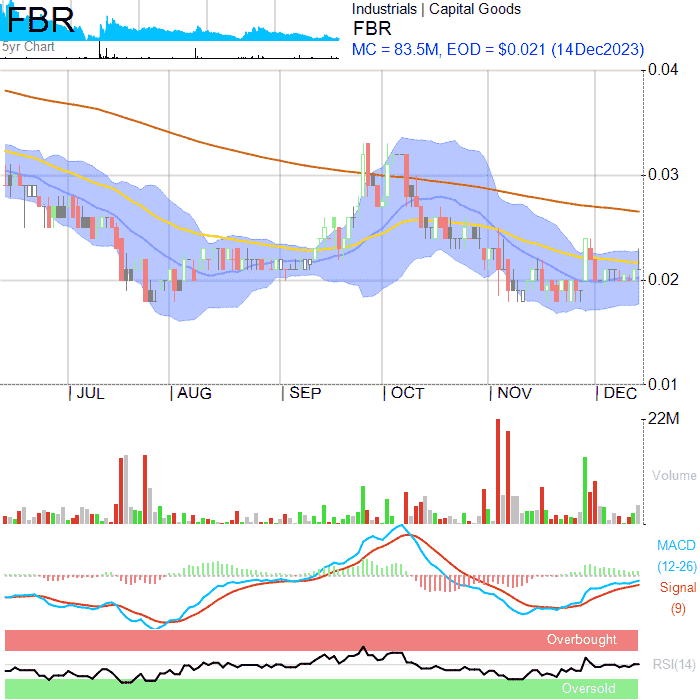 FBR
5yr Chart
Industrials | Capital Goods
FBR
MC = 83.5M, EOD = $0.021 (14Dec2023)
0.04
0.03
0.02
0.01
JUL AUG SEP OCT NOV DEC
22M
Volume
MACD
(12-26)
Signal
(9)
Overbought
RSI(14)
Oversold